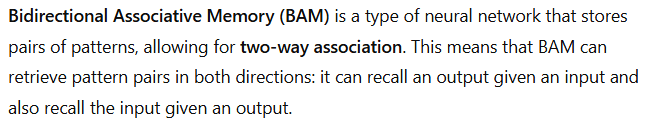 Bidirectional Associative Memory (BAM) is a type of neural network that stores
pairs of patterns, allowing for two-way association. This means that BAM can
retrieve pattern pairs in both directions: it can recall an output given an input and
also recall the input given an output.